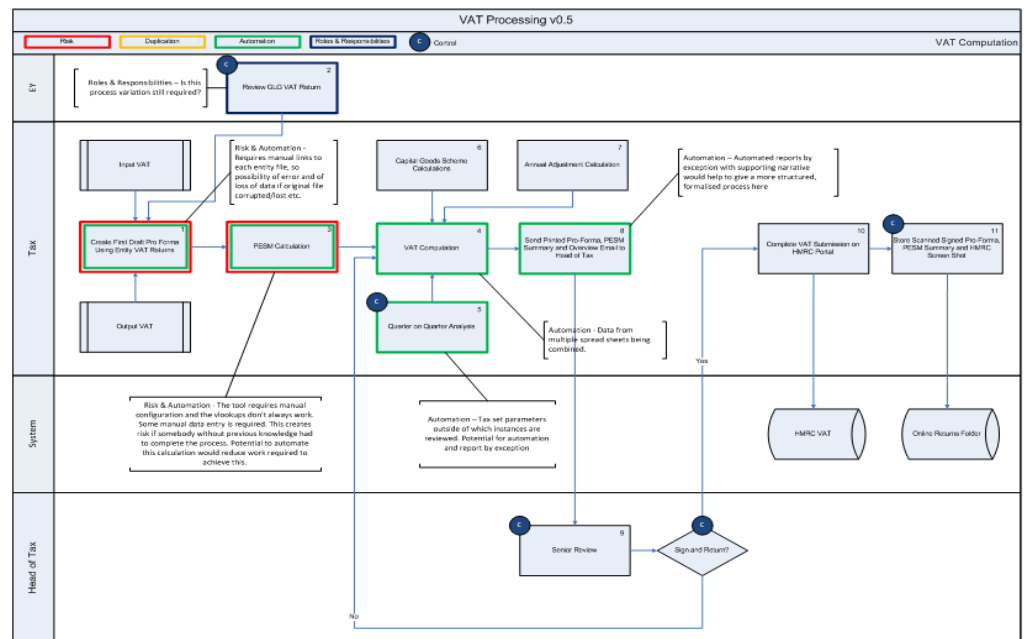 VAT Processing v0.5
Risk
Duplication
Automation
Roles & Responsibilities
C
Control
VAT Computation
EY
Roles & Responsibilities – Is this
process variation still required?
C
2
Review GLG VAT Return
Tax
Input VAT
Risk & Automation -
Requires manual links to
each entity file, so
possibility of error and of
loss of data if original file
corrupted/lost etc.
6
Capital Goods Scheme
Calculations
7
Annual Adjustment Calculation
Automation – Automated reports by
exception with supporting narrative
would help to give a more structured,
formalised process here
1
Create First Draft Pro Forma
Using Entity VAT Returns
3
PESM Calculation
4
VAT Computation
8
Send Printed Pro-Forma, PESM
Summary and Overview Email to
Head of Tax
10
Complete VAT Submission on
HMRC Portal
C
11
Store Scanned Signed Pro-Forma,
PESM Summary and HMRC
Screen Shot
Output VAT
C
5
Quarter on Quarter Analysis
Automation - Data from
multiple spread sheets being
combined.
Yes
System
Risk & Automation - The tool requires manual
configuration and the vlookups don't always work.
Some manual data entry is required. This creates
risk if somebody without previous knowledge had
to complete the process. Potential to automate
this calculation would reduce work required to
achieve this.
Automation – Tax set parameters
outside of which instances are
reviewed. Potential for automation
and report by exception
HMRC VAT
Online Returns Folder
Head of Tax
C
9
Senior Review
C
Sign and Return?
No